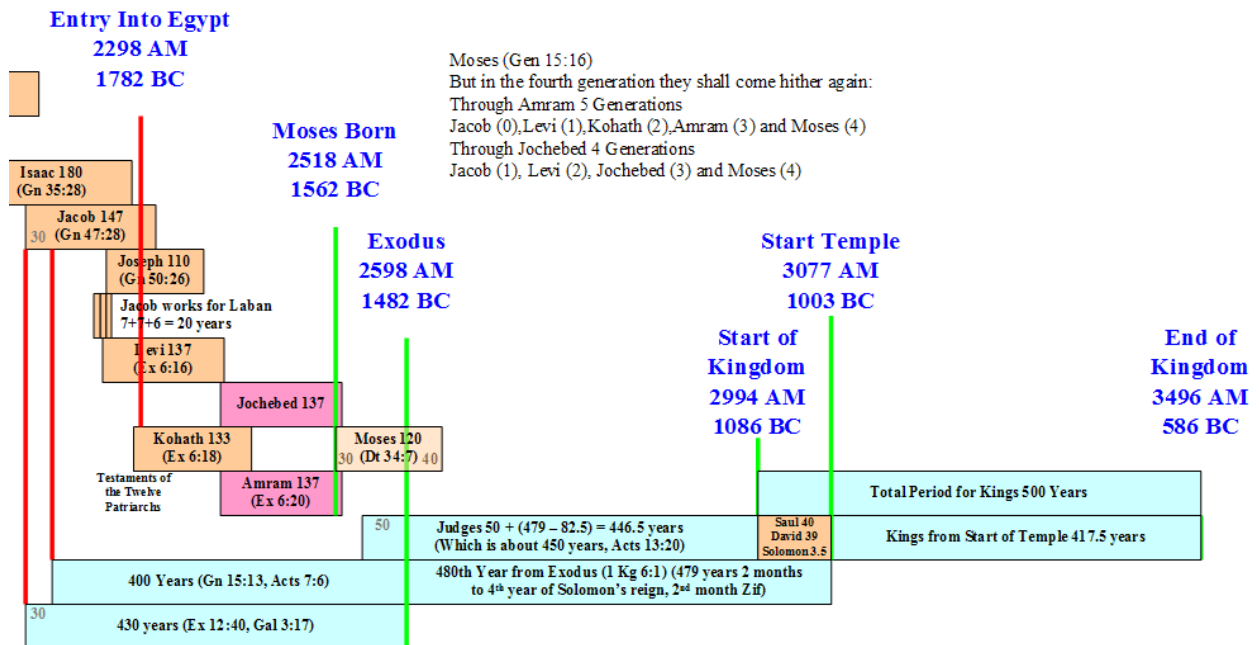 Entry Into Egypt
2298 AM
1782 BC
Moses (Gen 15:16)
But in the fourth generation they shall come hither again:
Through Amram 5 Generations
Jacob (0),Levi (1),Kohath (2),Amram (3) and Moses (4)
Through Jochebed 4 Generations
Jacob (1), Levi (2), Jochebed (3) and Moses (4)
Moses Born
2518 AM
1562 BC
Isaac 180
(Gn 35:28)
Jacob 147
30 (Gn 47:28)
Exodus
2598 AM
1482 BC
Start Temple
3077 AM
1003 BC
Joseph 110
(Gn 50:26)
Jacob works for Laban
7+7+6 = 20 years
Levi 137
(Ex 6:16)
Start of
Kingdom
2994 AM
1086 BC
End of
Kingdom
3496 AM
586 BC
Jochebed 137
Kohath 133
(Ex 6:18)
Moses 120
30 (Dt 34:7) 40
Testaments of
the Twelve
Patriarchs
Amram 137
(Ex 6:20)
Total Period for Kings 500 Years
50
Judges 50 + (479 – 82.5) = 446.5 years
(Which is about 450 years, Acts 13:20)
Saul 40
David 39
Solomon 3.5
Kings from Start of Temple 417.5 years
400 Years (Gn 15:13, Acts 7:6)
480th Year from Exodus (1 Kg 6:1) (479 years 2 months
to 4th year of Solomon's reign, 2nd month Zif)
30
430 years (Ex 12:40, Gal 3:17)